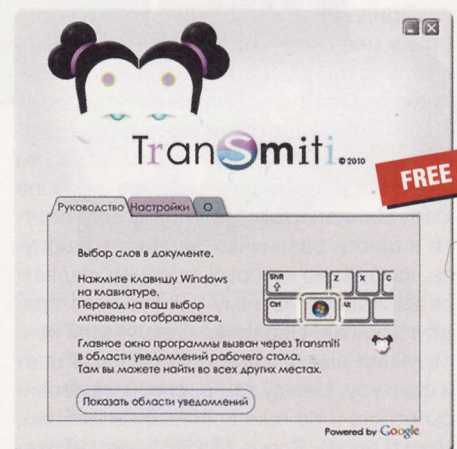 TranSmiti ©2010
FREE
Руководство Настройки О
Выбор слов в документе.
Нажмите клавишу Windows
на клавиатуре.
Перевод на ваш выбор
мгновенно отображается.
Shift Z X C
Ctrl Alt
Главное окно программы вызван через Transmiti
в области уведомлений рабочего стола.
Там вы можете найти во всех других местах.
Показать области уведомлений
Powered by Google